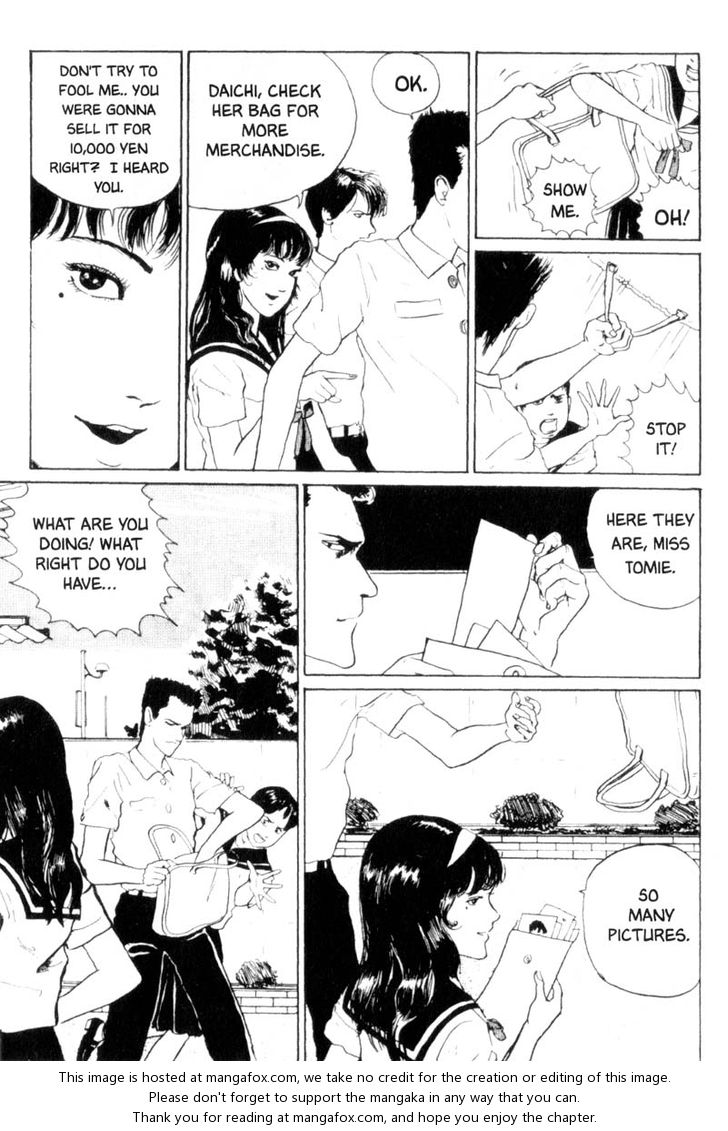 DON'T TRY TO
FOOL ME.. YOU
WERE GONNA
SELL IT FOR
10,000 YEN
RIGHT? I HEARD
YOU.
DAICHI, CHECK
HER BAG FOR
MORE
MERCHANDISE.
OK.
SHOW
ME.
OH!
STOP
IT!
WHAT ARE YOU
DOING! WHAT
RIGHT DO YOU
HAVE...
HERE THEY
ARE, MISS
TOMIE.
SO
MANY
PICTURES.
This image is hosted at mangafox.com, we take no credit for the creation or editing of this image.
Please don't forget to support the mangaka in any way that you can.
Thank you for reading at mangafox.com, and hope you enjoy the chapter.